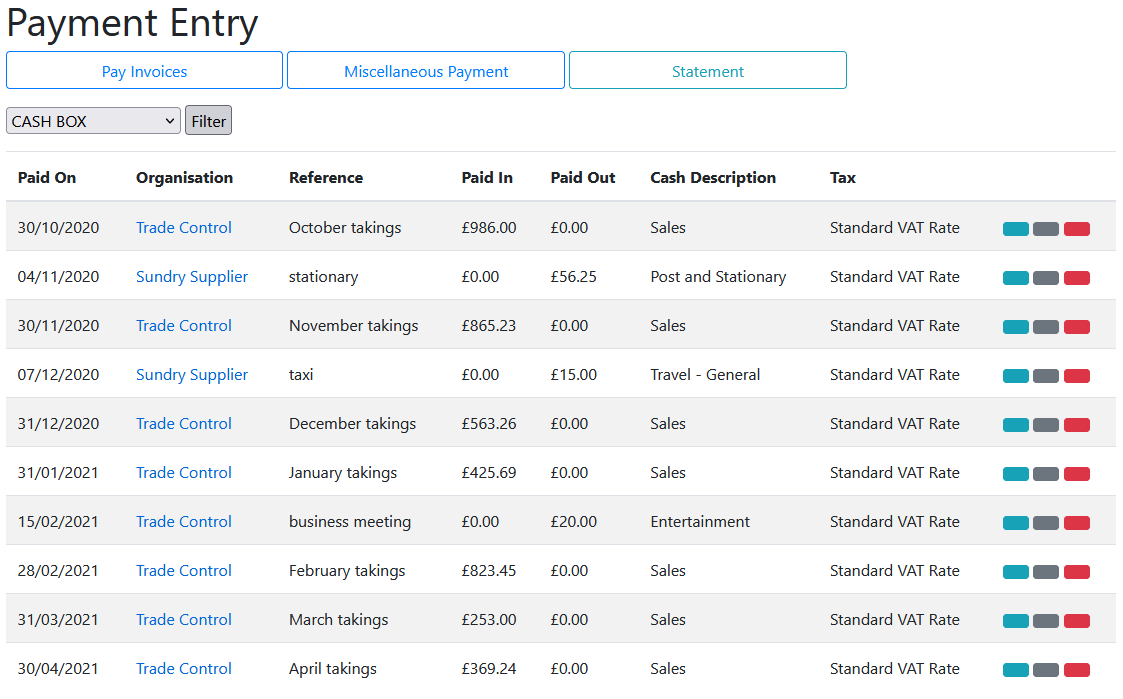 Payment Entry
Pay Invoices Miscellaneous Payment Statement
CASH BOX Filter
Paid On Organisation Reference Paid In Paid Out Cash Description Tax
30/10/2020 Trade Control October takings £986.00 £0.00 Sales Standard VAT Rate
04/11/2020 Sundry Supplier stationary £0.00 £56.25 Post and Stationary Standard VAT Rate
30/11/2020 Trade Control November takings £865.23 £0.00 Sales Standard VAT Rate
07/12/2020 Sundry Supplier taxi £0.00 £15.00 Travel - General Standard VAT Rate
31/12/2020 Trade Control December takings £563.26 £0.00 Sales Standard VAT Rate
31/01/2021 Trade Control January takings £425.69 £0.00 Sales Standard VAT Rate
15/02/2021 Trade Control business meeting £0.00 £20.00 Entertainment Standard VAT Rate
28/02/2021 Trade Control February takings £823.45 £0.00 Sales Standard VAT Rate
31/03/2021 Trade Control March takings £253.00 £0.00 Sales Standard VAT Rate
30/04/2021 Trade Control April takings £369.24 £0.00 Sales Standard VAT Rate